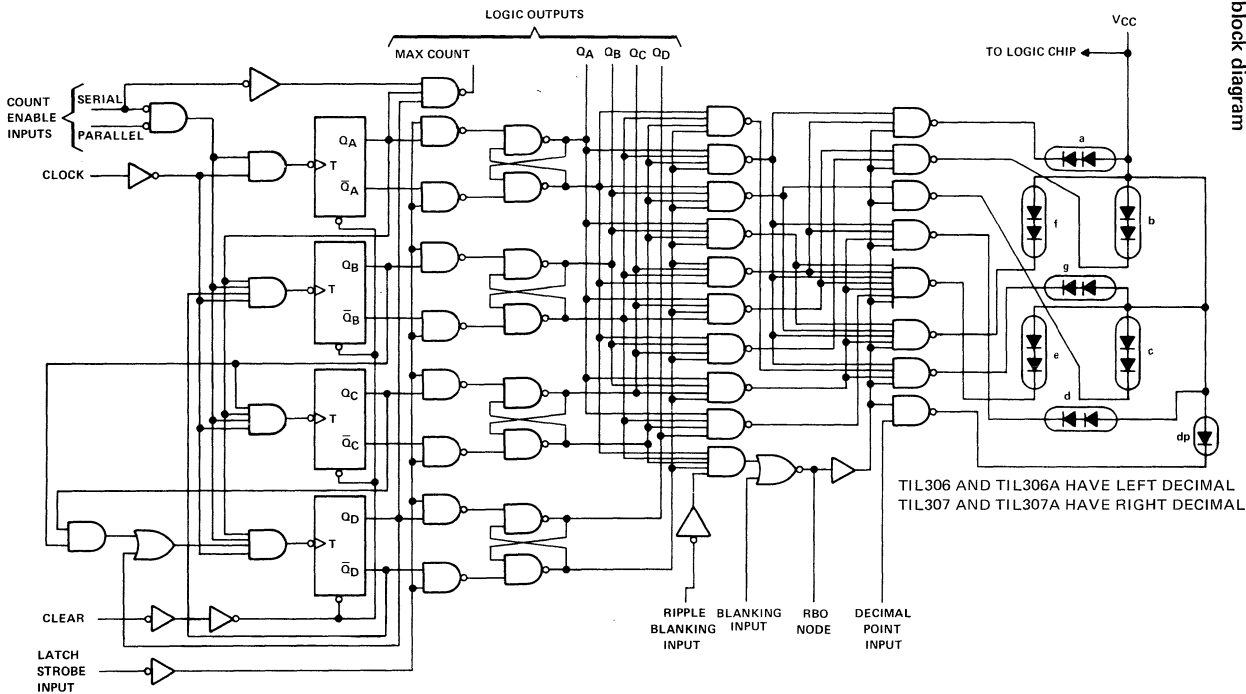 block diagram
LOGIC OUTPUTS
MAX COUNT
QA QB QC QD
VCC
TO LOGIC CHIP
COUNT
ENABLE
INPUTS
SERIAL
PARALLEL
CLOCK
QA
T
Q̅A
QB
T
Q̅B
QC
T
Q̅C
QD
T
Q̅D
a
f
b
g
e
c
d
dp
TIL306 AND TIL306A HAVE LEFT DECIMAL
TIL307 AND TIL307A HAVE RIGHT DECIMAL
CLEAR
LATCH
STROBE
INPUT
RIPPLE
BLANKING
INPUT
BLANKING
INPUT
RBO
NODE
DECIMAL
POINT
INPUT